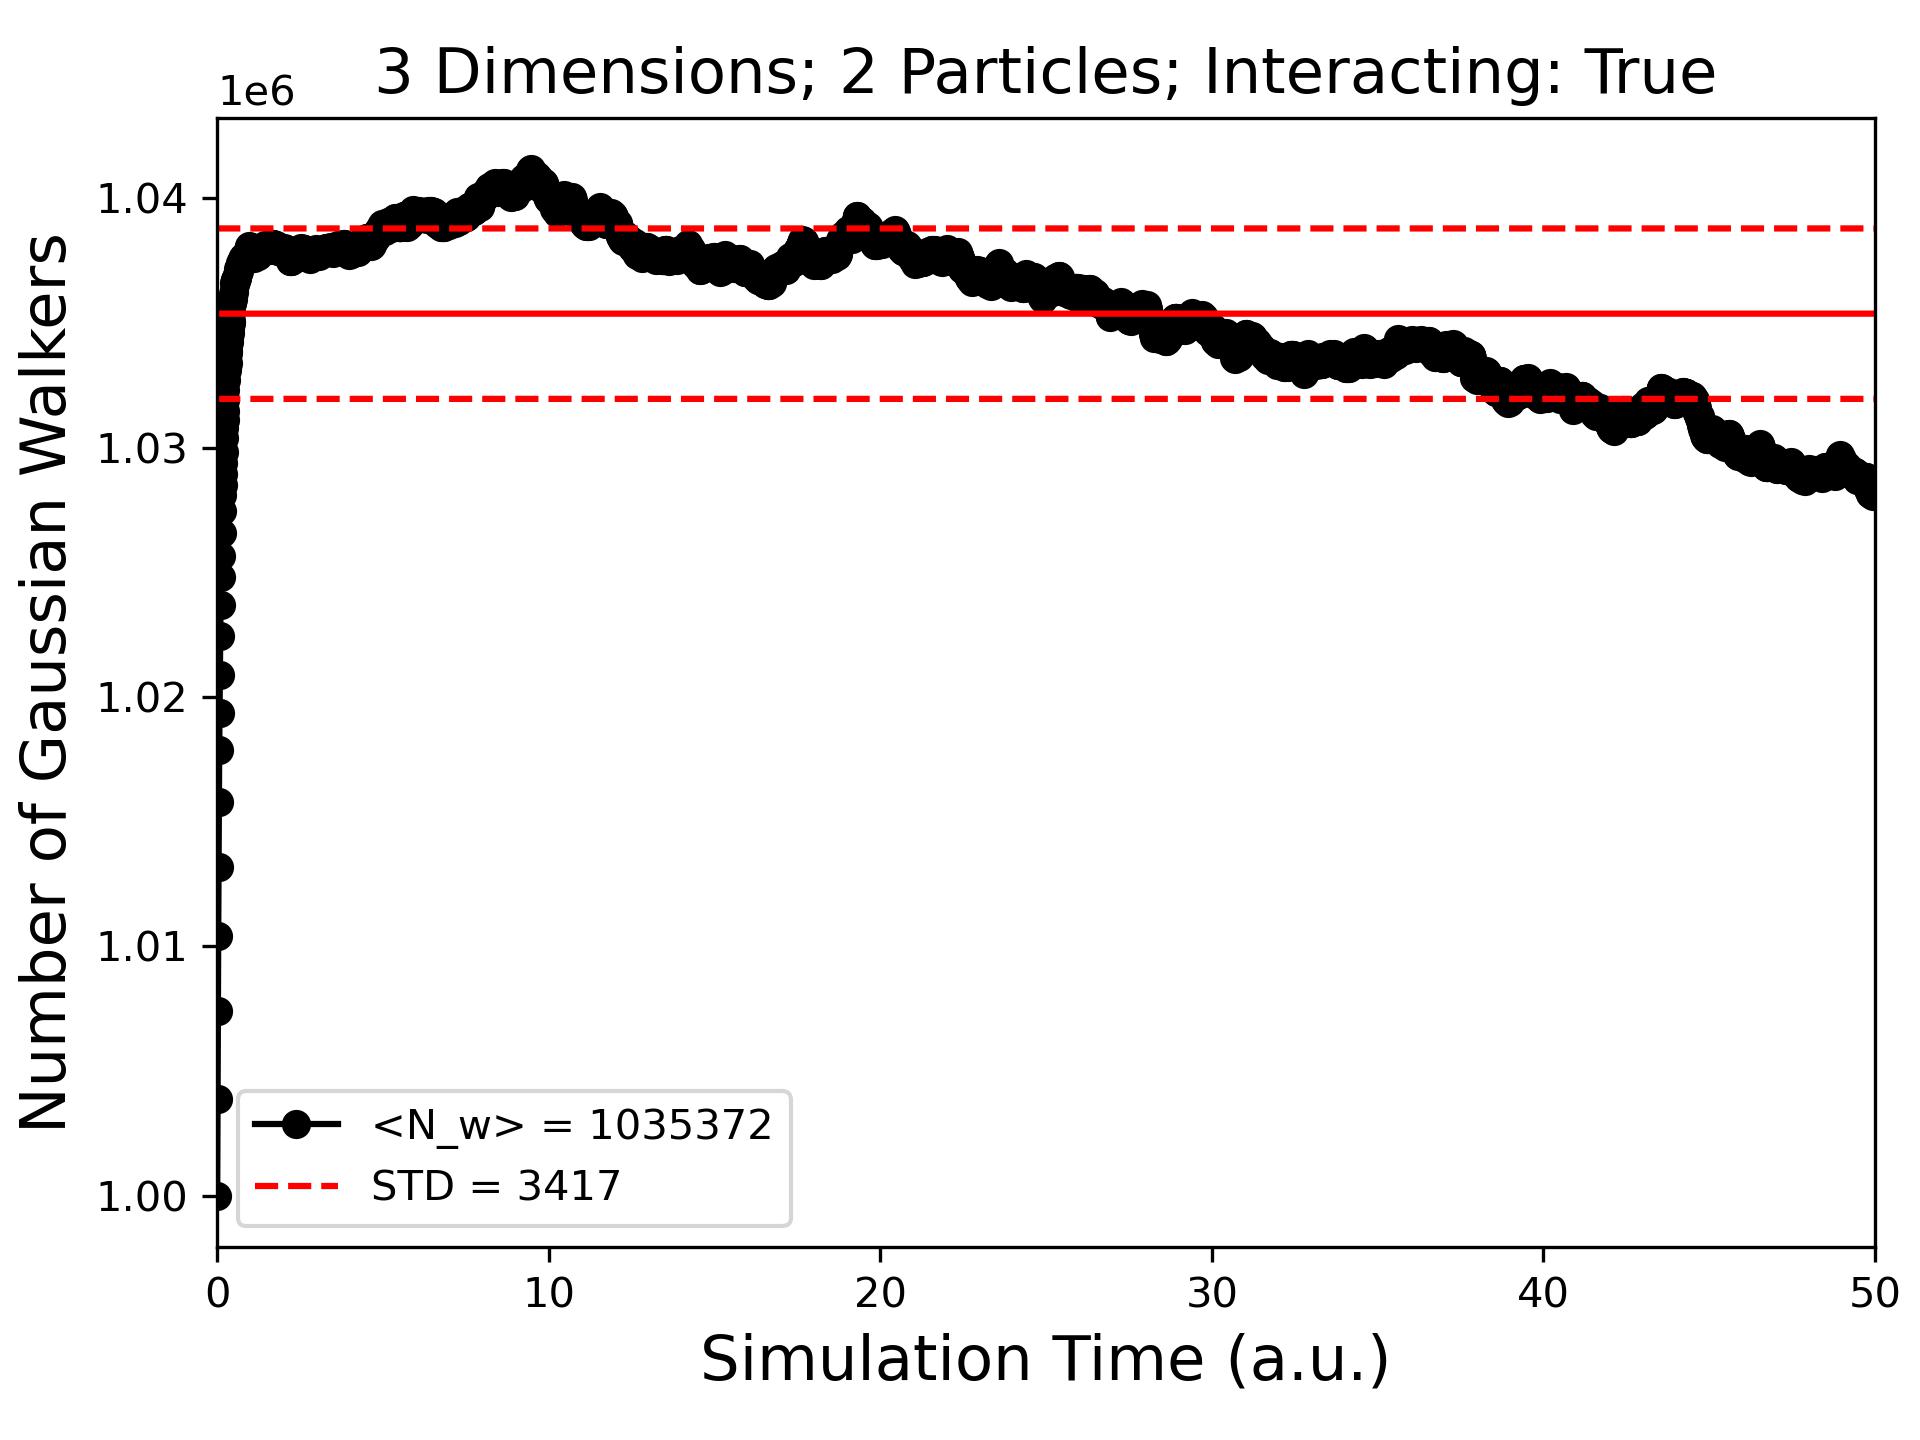 3 Dimensions; 2 Particles; Interacting: True
1e6
Number of Gaussian Walkers
1.04
1.03
1.02
1.01
1.00
<N_w> = 1035372
STD = 3417
0 10 20 30 40 50
Simulation Time (a.u.)